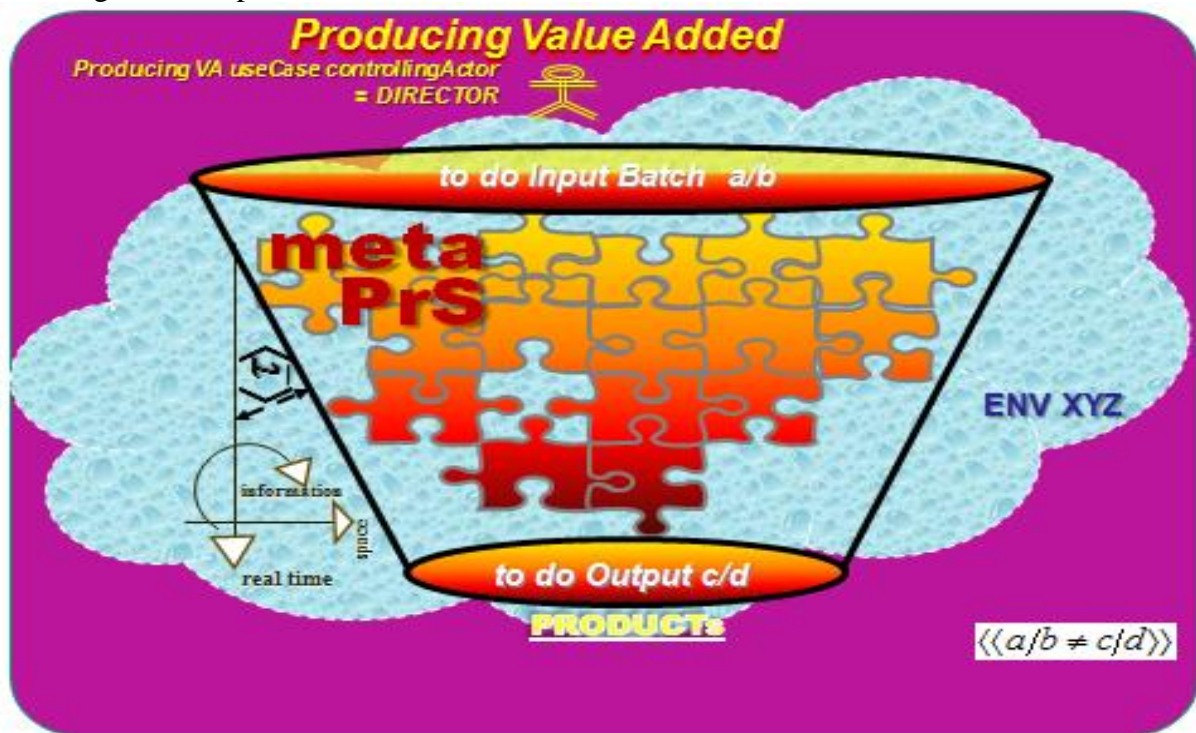 Producing Value Added
Producing VA useCase controllingActor
= DIRECTOR
to do Input Batch a/b
meta
PrS
ENV XYZ
information
space
real time
to do Output c/d
PRODUCTs
⟨⟨a/b ≠ c/d⟩⟩